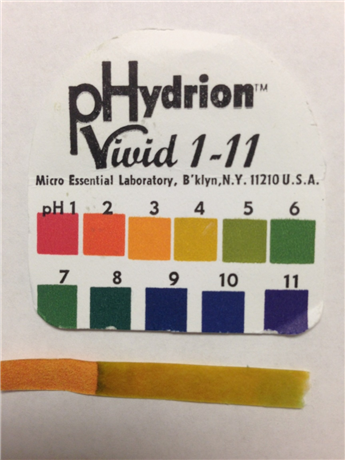 pHydrion™
Vivid 1-11
Micro Essential Laboratory, B'klyn, N.Y. 11210 U.S.A.
pH 1 2 3 4 5 6
7 8 9 10 11